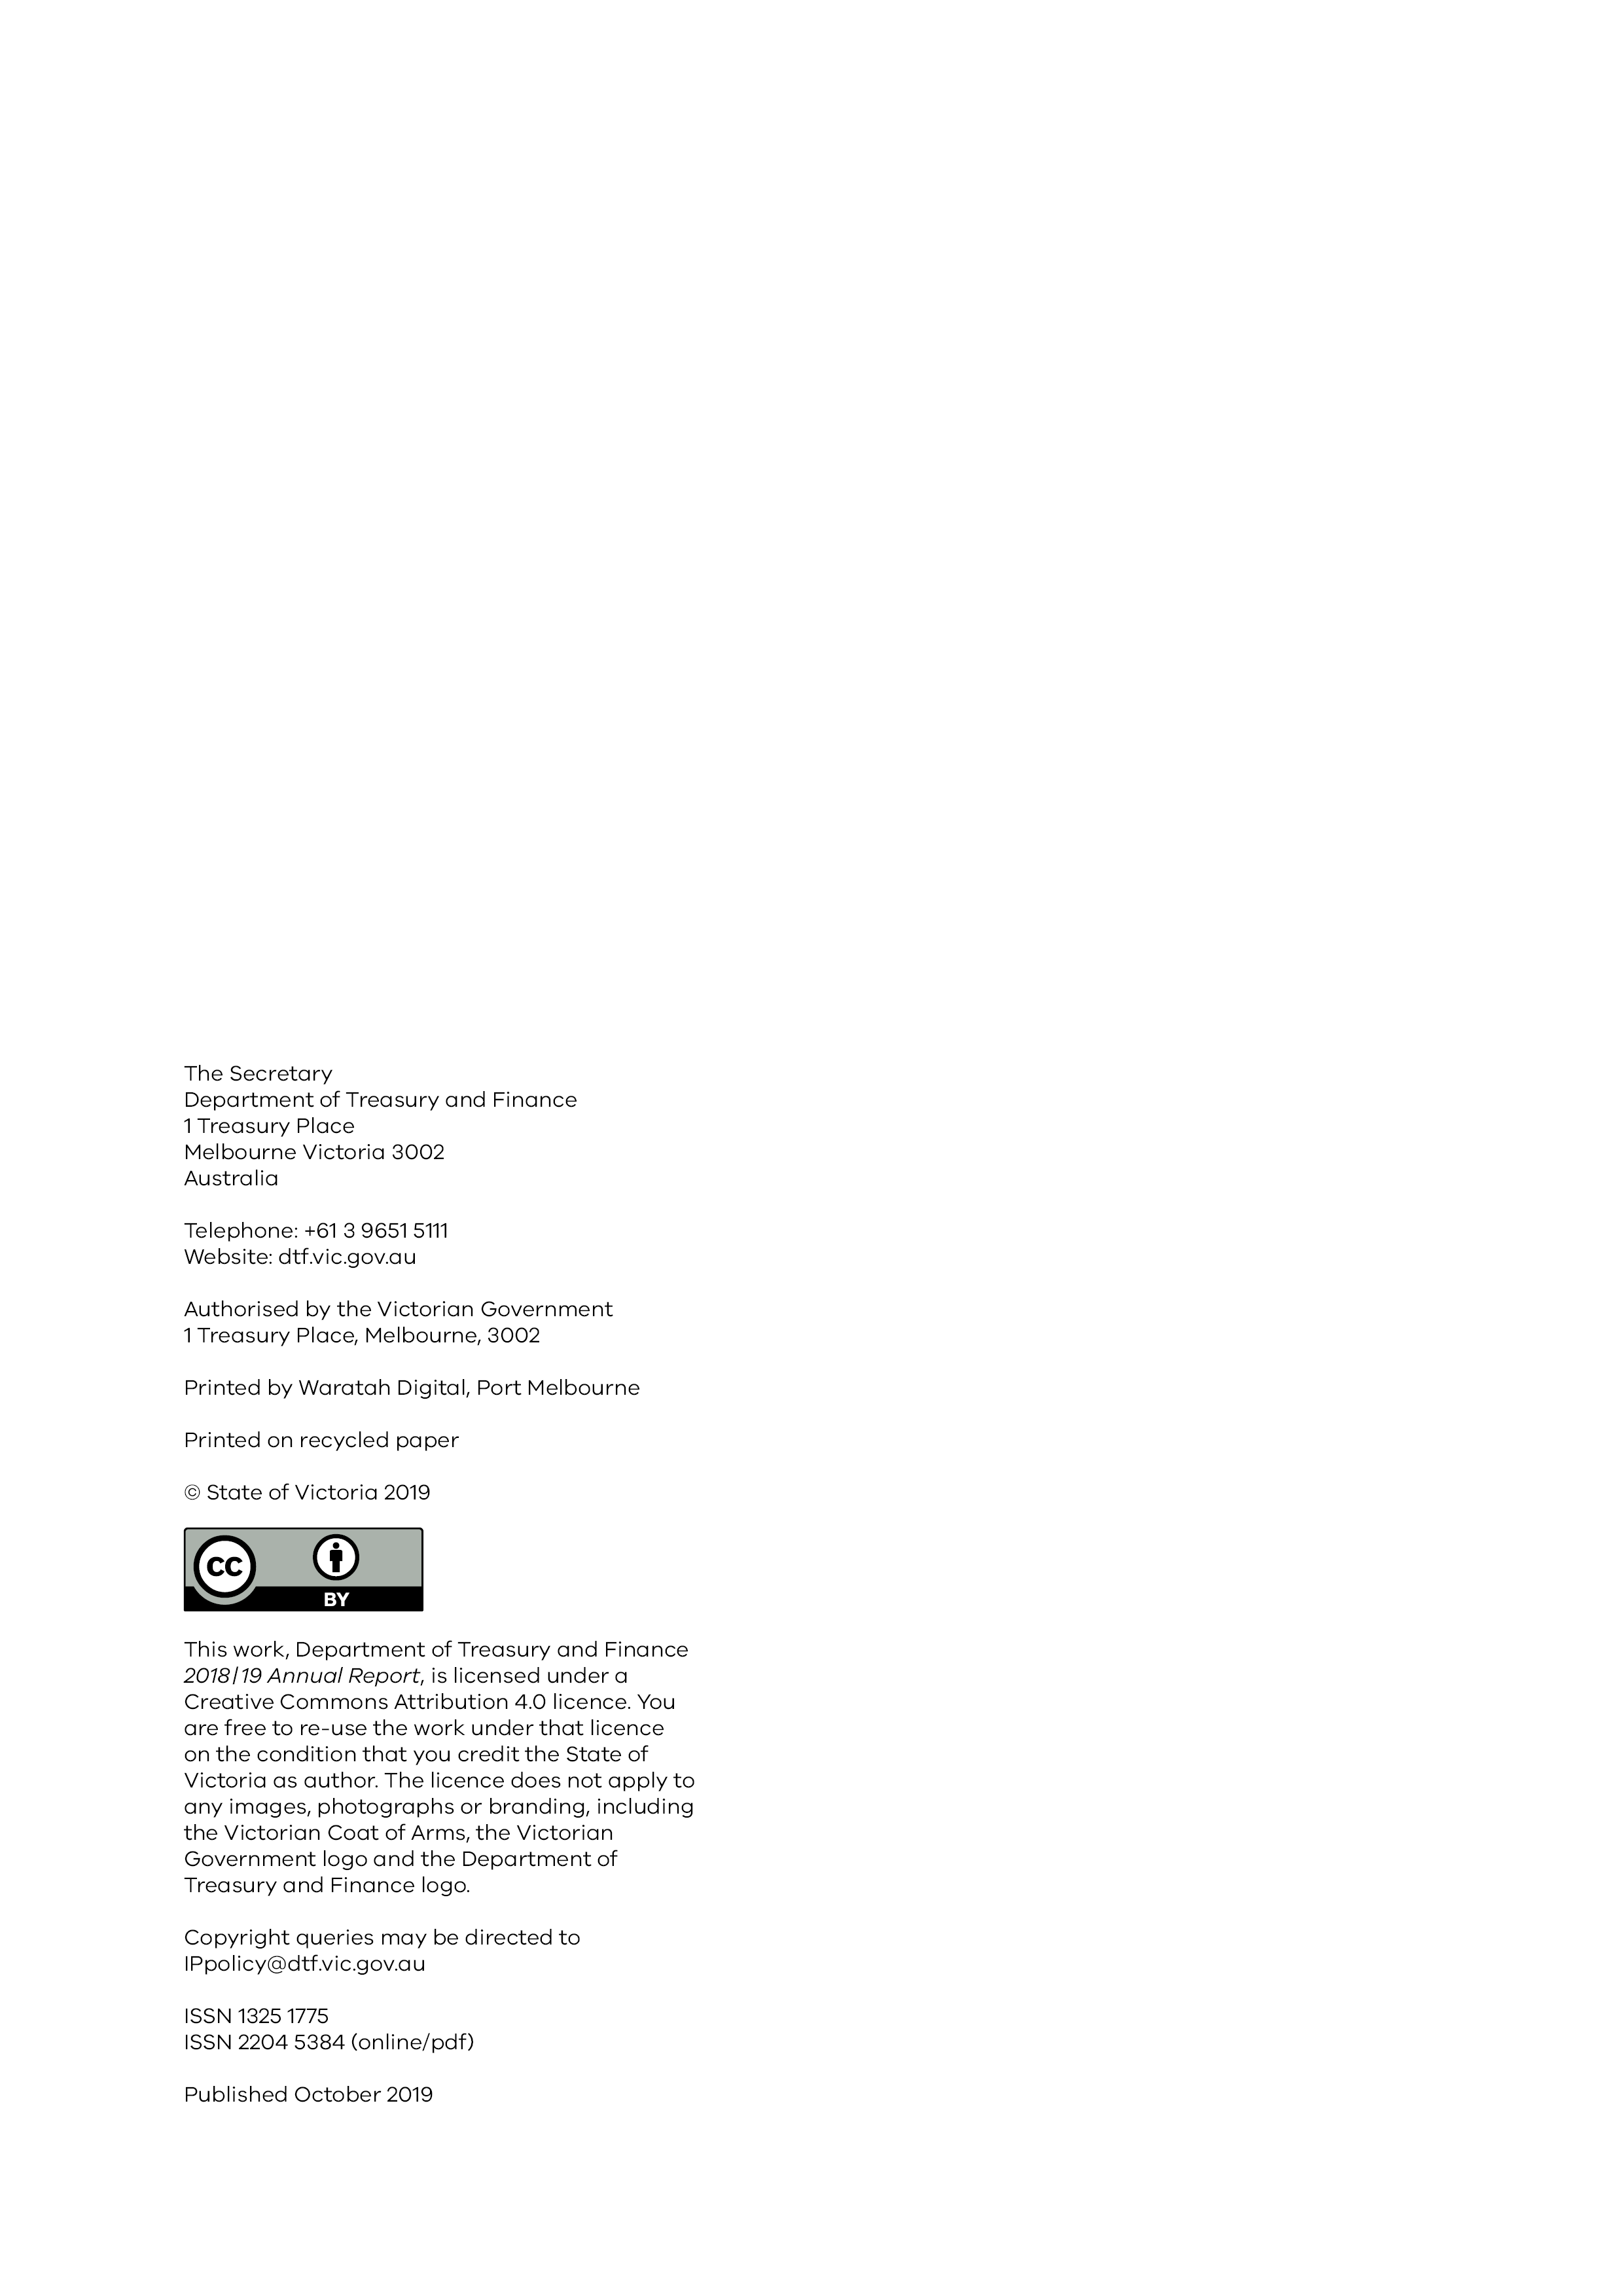 The Secretary
Department of Treasury and Finance
1 Treasury Place
Melbourne Victoria 3002
Australia
Telephone: +61 3 9651 5111
Website: dtf.vic.gov.au
Authorised by the Victorian Government
1 Treasury Place, Melbourne, 3002
Printed by Waratah Digital, Port Melbourne
Printed on recycled paper
© State of Victoria 2019
CC
BY
This work, Department of Treasury and Finance
2018|19 Annual Report, is licensed under a
Creative Commons Attribution 4.0 licence. You
are free to re-use the work under that licence
on the condition that you credit the State of
Victoria as author. The licence does not apply to
any images, photographs or branding, including
the Victorian Coat of Arms, the Victorian
Government logo and the Department of
Treasury and Finance logo.
Copyright queries may be directed to
IPpolicy@dtf.vic.gov.au
ISSN 1325 1775
ISSN 2204 5384 (online/pdf)
Published October 2019